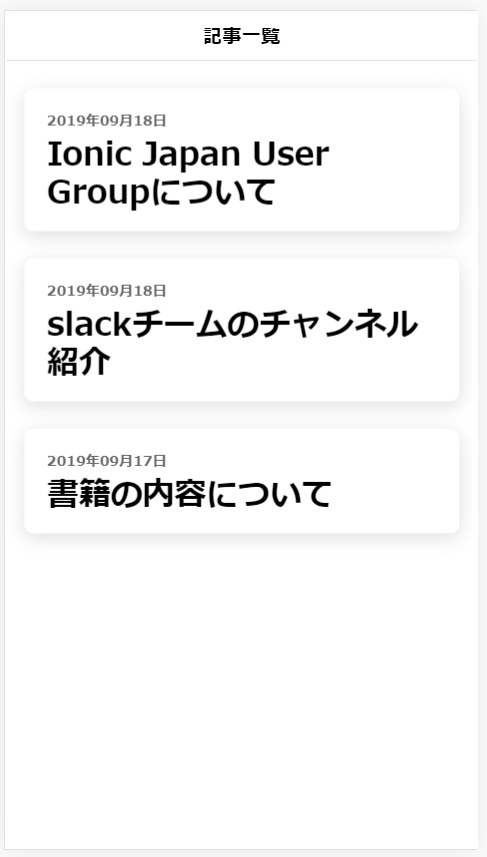 記事一覧
2019年09月18日
Ionic Japan User
Groupについて
2019年09月18日
slackチームのチャンネル
紹介
2019年09月17日
書籍の内容について